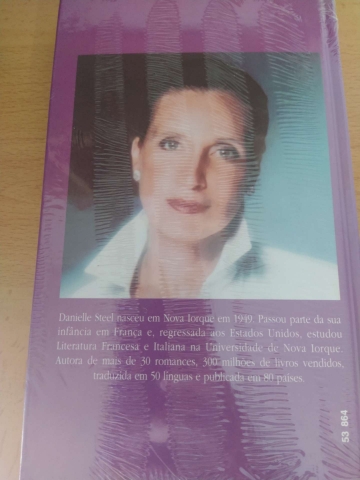 Danielle Steel nasceu em Nova Iorque em 1949. Passou parte da sua
infância em França e, regressada aos Estados Unidos, estudou
Literatura Francesa e Italiana na Universidade de Nova Iorque.
Autora de mais de 30 romances, 300 milhões de livros vendidos,
traduzida em 50 línguas e publicada em 80 países.
53 864